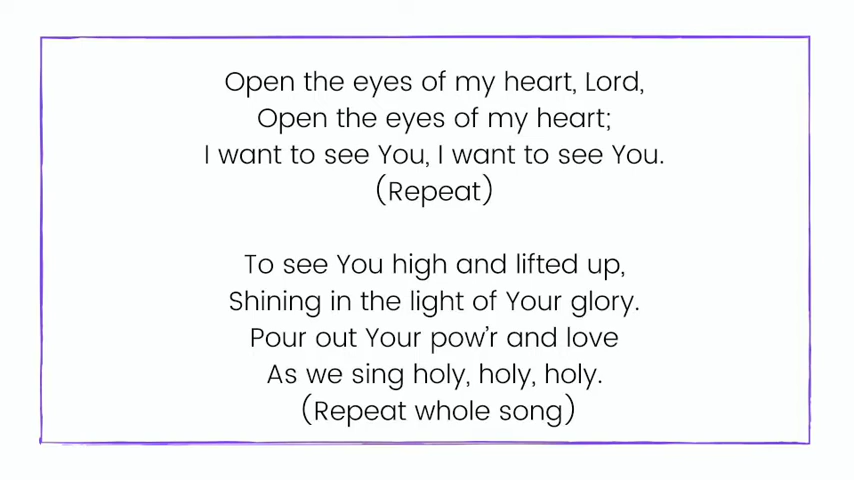 Open the eyes of my heart, Lord,
Open the eyes of my heart;
I want to see You, I want to see You.
(Repeat)
To see You high and lifted up,
Shining in the light of Your glory.
Pour out Your pow’r and love
As we sing holy, holy, holy.
(Repeat whole song)